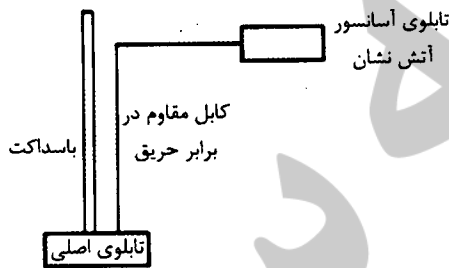 تابلوی آسانسور
آتش نشان
کابل مقاوم در
برابر حریق
باسداکت
تابلوی اصلی